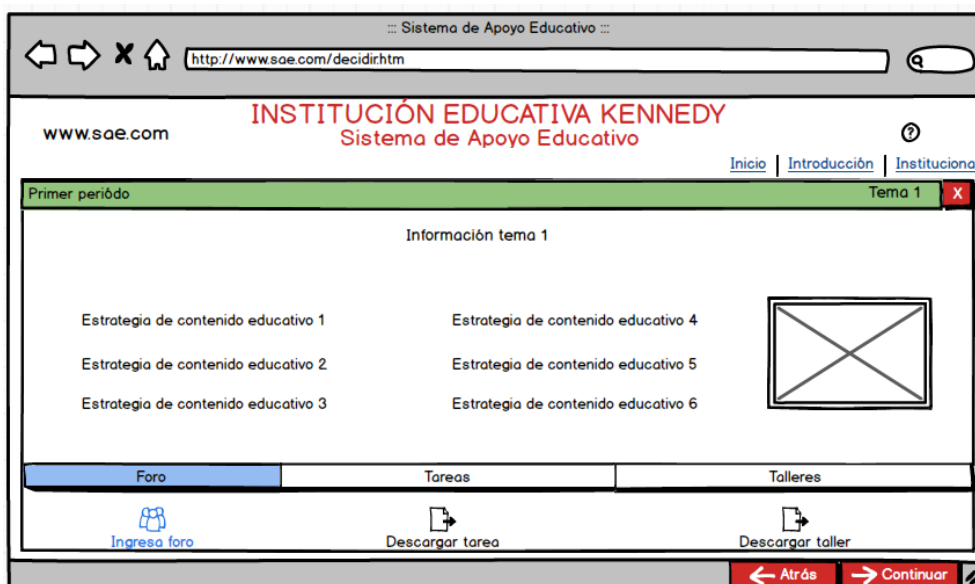 ::: Sistema de Apoyo Educativo :::
http://www.sae.com/decidir.htm
INSTITUCIÓN EDUCATIVA KENNEDY
www.sae.com
Sistema de Apoyo Educativo
?
Inicio | Introducción | Instituciona
Primer periódo Tema 1 X
Información tema 1
Estrategia de contenido educativo 1 Estrategia de contenido educativo 4
Estrategia de contenido educativo 2 Estrategia de contenido educativo 5
Estrategia de contenido educativo 3 Estrategia de contenido educativo 6
Foro Tareas Talleres
Ingresa foro Descargar tarea Descargar taller
Atrás Continuar